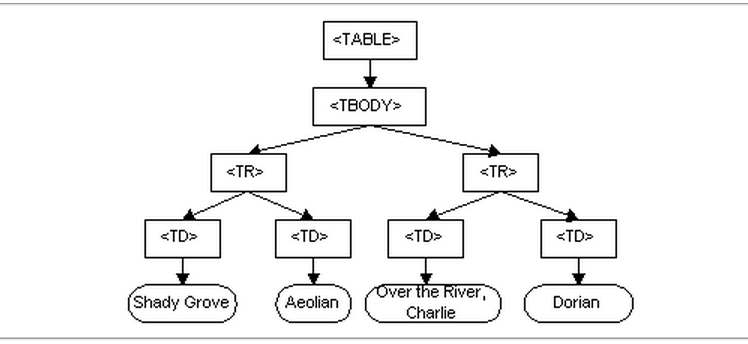 <TABLE>
<TBODY>
<TR>
<TR>
<TD>
<TD>
<TD>
<TD>
Shady Grove
Aeolian
Over the River,
Charlie
Dorian